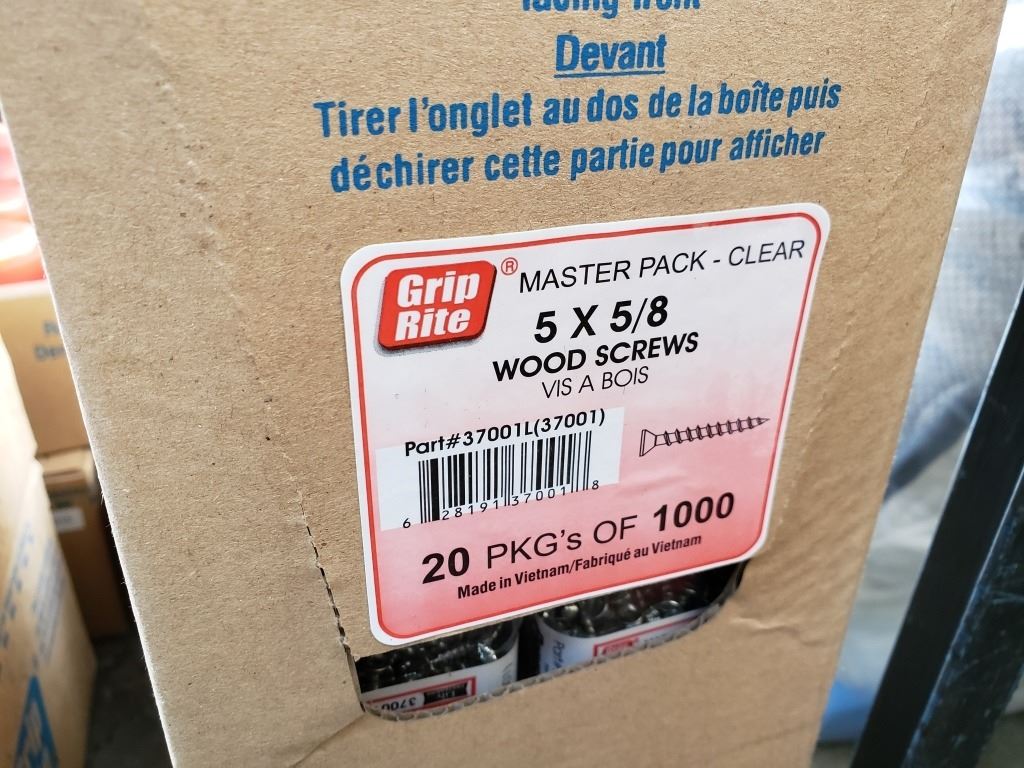 facing front
Devant
Tirer l'onglet au dos de la boîte puis
déchirer cette partie pour afficher
Grip Rite ® MASTER PACK - CLEAR
5 X 5/8
WOOD SCREWS
VIS A BOIS
Part#37001L(37001)
6 28191 37001 8
20 PKG's OF 1000
Made in Vietnam/Fabriqué au Vietnam